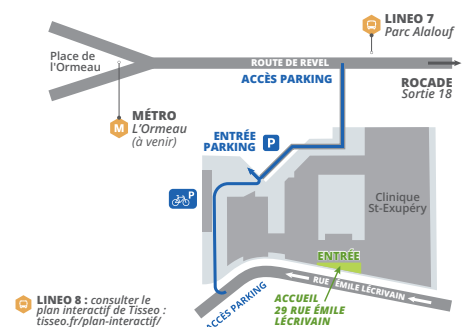 LINEO 7
Parc Alalouf
Place de
l'Ormeau
ROUTE DE REVEL
ACCÈS PARKING
ROCADE
Sortie 18
MÉTRO
L'Ormeau
(à venir)
M
ENTRÉE
PARKING
P
P
Clinique
St-Exupéry
ENTRÉE
RUE ÉMILE LÉCRIVAIN
ACCÈS PARKING
ACCUEIL
29 RUE ÉMILE
LÉCRIVAIN
LINEO 8 : consulter le
plan interactif de Tisseo :
tisseo.fr/plan-interactif/